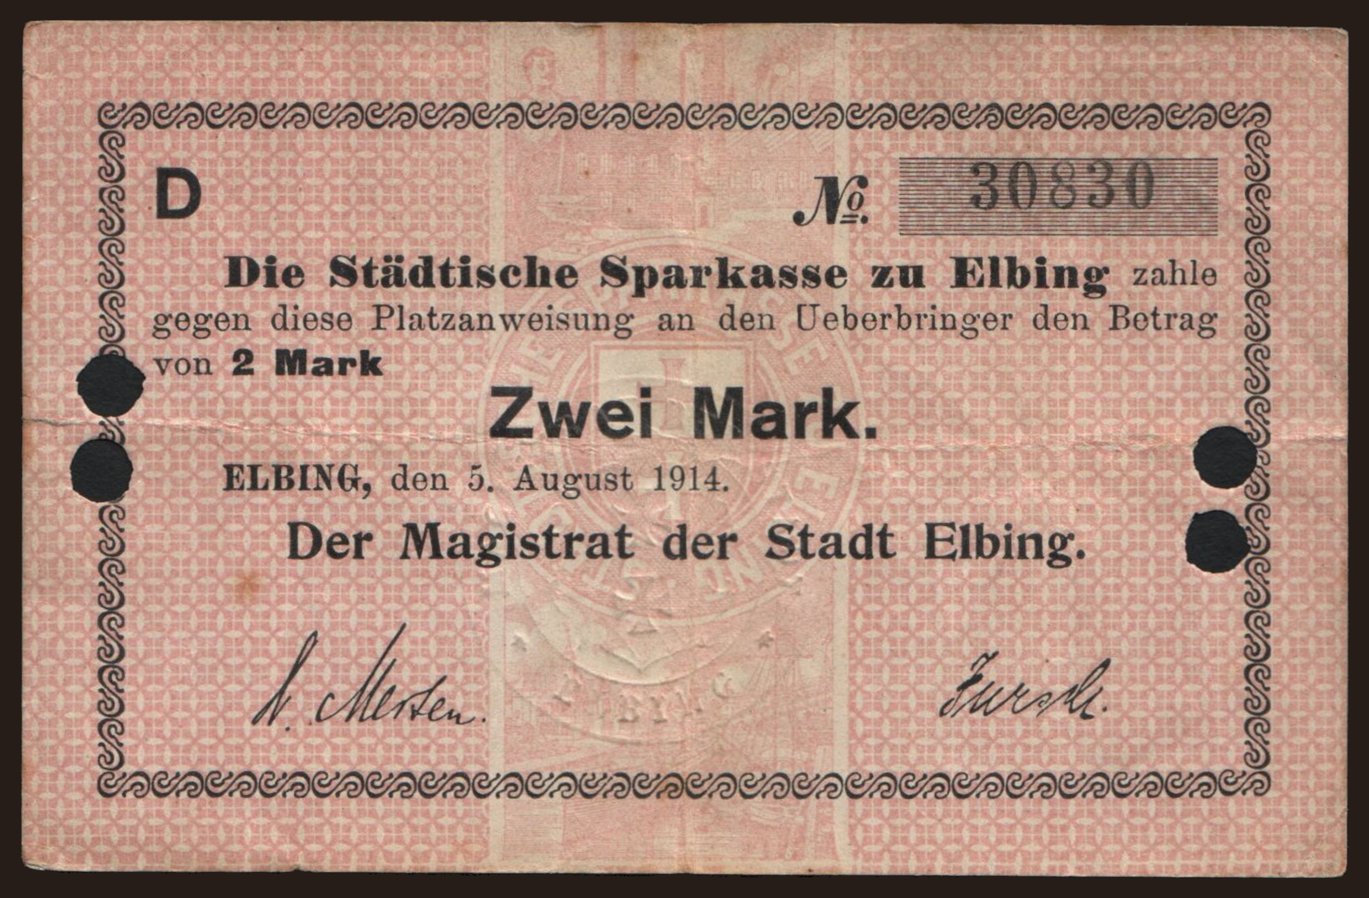 D
No. 30830
Die Städtische Sparkasse zu Elbing zahle
gegen diese Platzanweisung an den Ueberbringer den Betrag
von 2 Mark
Zwei Mark.
ELBING, den 5. August 1914.
Der Magistrat der Stadt Elbing.
ELBING